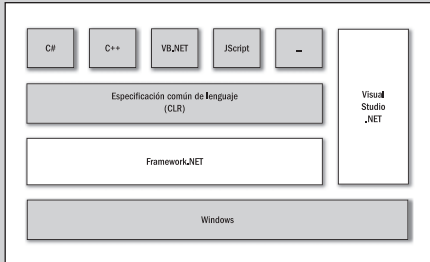 C#
C++
VB.NET
JScript
...
Especificación común de lenguaje
(CLR)
Visual
Studio
.NET
Framework.NET
Windows